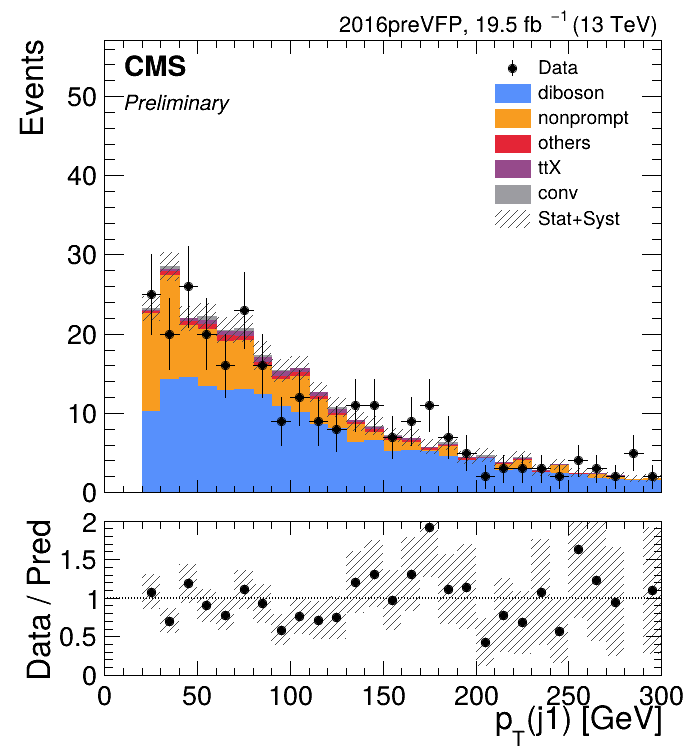 2016preVFP, 19.5 fb ⁻¹ (13 TeV)
CMS
Preliminary
Events
Data
diboson
nonprompt
others
ttX
conv
Stat+Syst
50
40
30
20
10
0
Data / Pred
2
1.5
1
0.5
0
0 50 100 150 200 250 300
p_T(j1) [GeV]